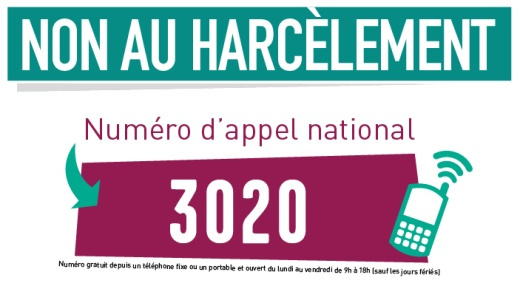 NON AU HARCÈLEMENT
Numéro d'appel national
3020
Numéro gratuit depuis un téléphone fixe ou un portable et ouvert du lundi au vendredi de 9h à 18h (sauf les jours fériés)